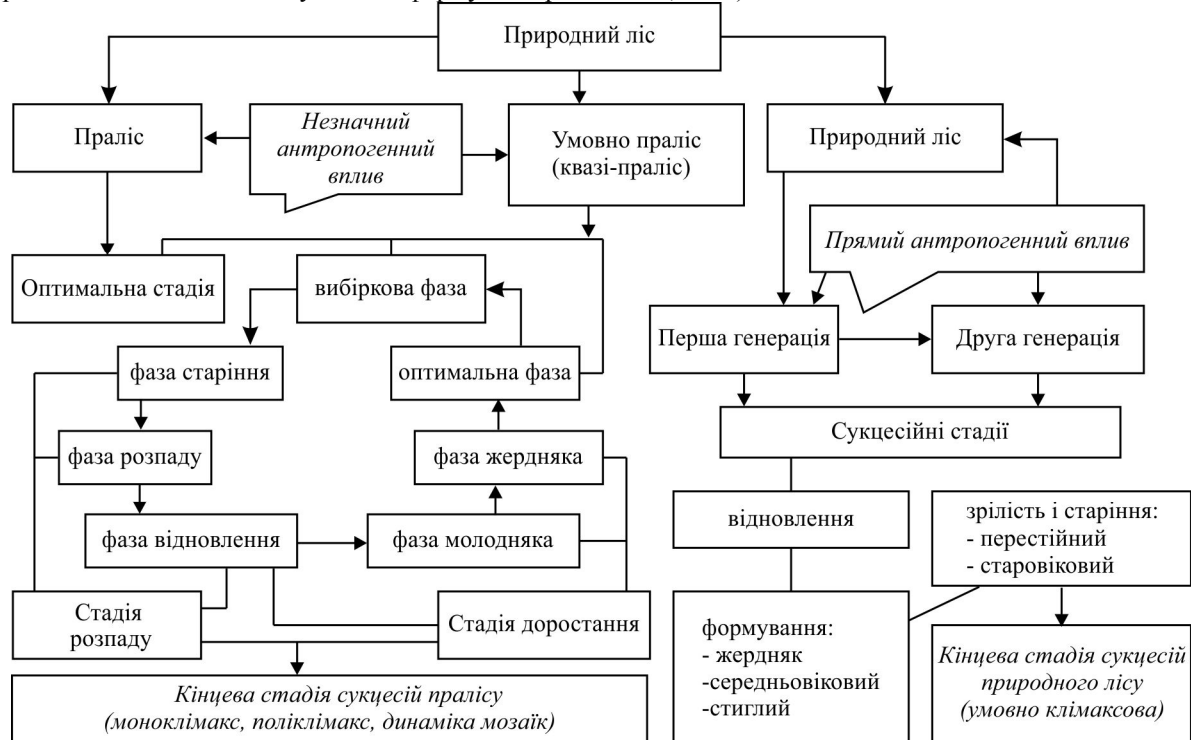 Природний ліс
Праліс
Незначний
антропогенний
вплив
Умовно праліс
(квазі-праліс)
Природний ліс
Прямий антропогенний вплив
Оптимальна стадія
вибіркова фаза
Перша генерація
Друга генерація
фаза старіння
оптимальна фаза
Сукцесійні стадії
фаза розпаду
фаза жердняка
відновлення
зрілість і старіння:
- перестійний
- старовіковий
фаза відновлення
фаза молодняка
Стадія
розпаду
Стадія доростання
формування:
- жердняк
-середньовіковий
-стиглий
Кінцева стадія сукцесій
природного лісу
(умовно клімаксова)
Кінцева стадія сукцесій пралісу
(моноклімакс, поліклімакс, динаміка мозаїк)